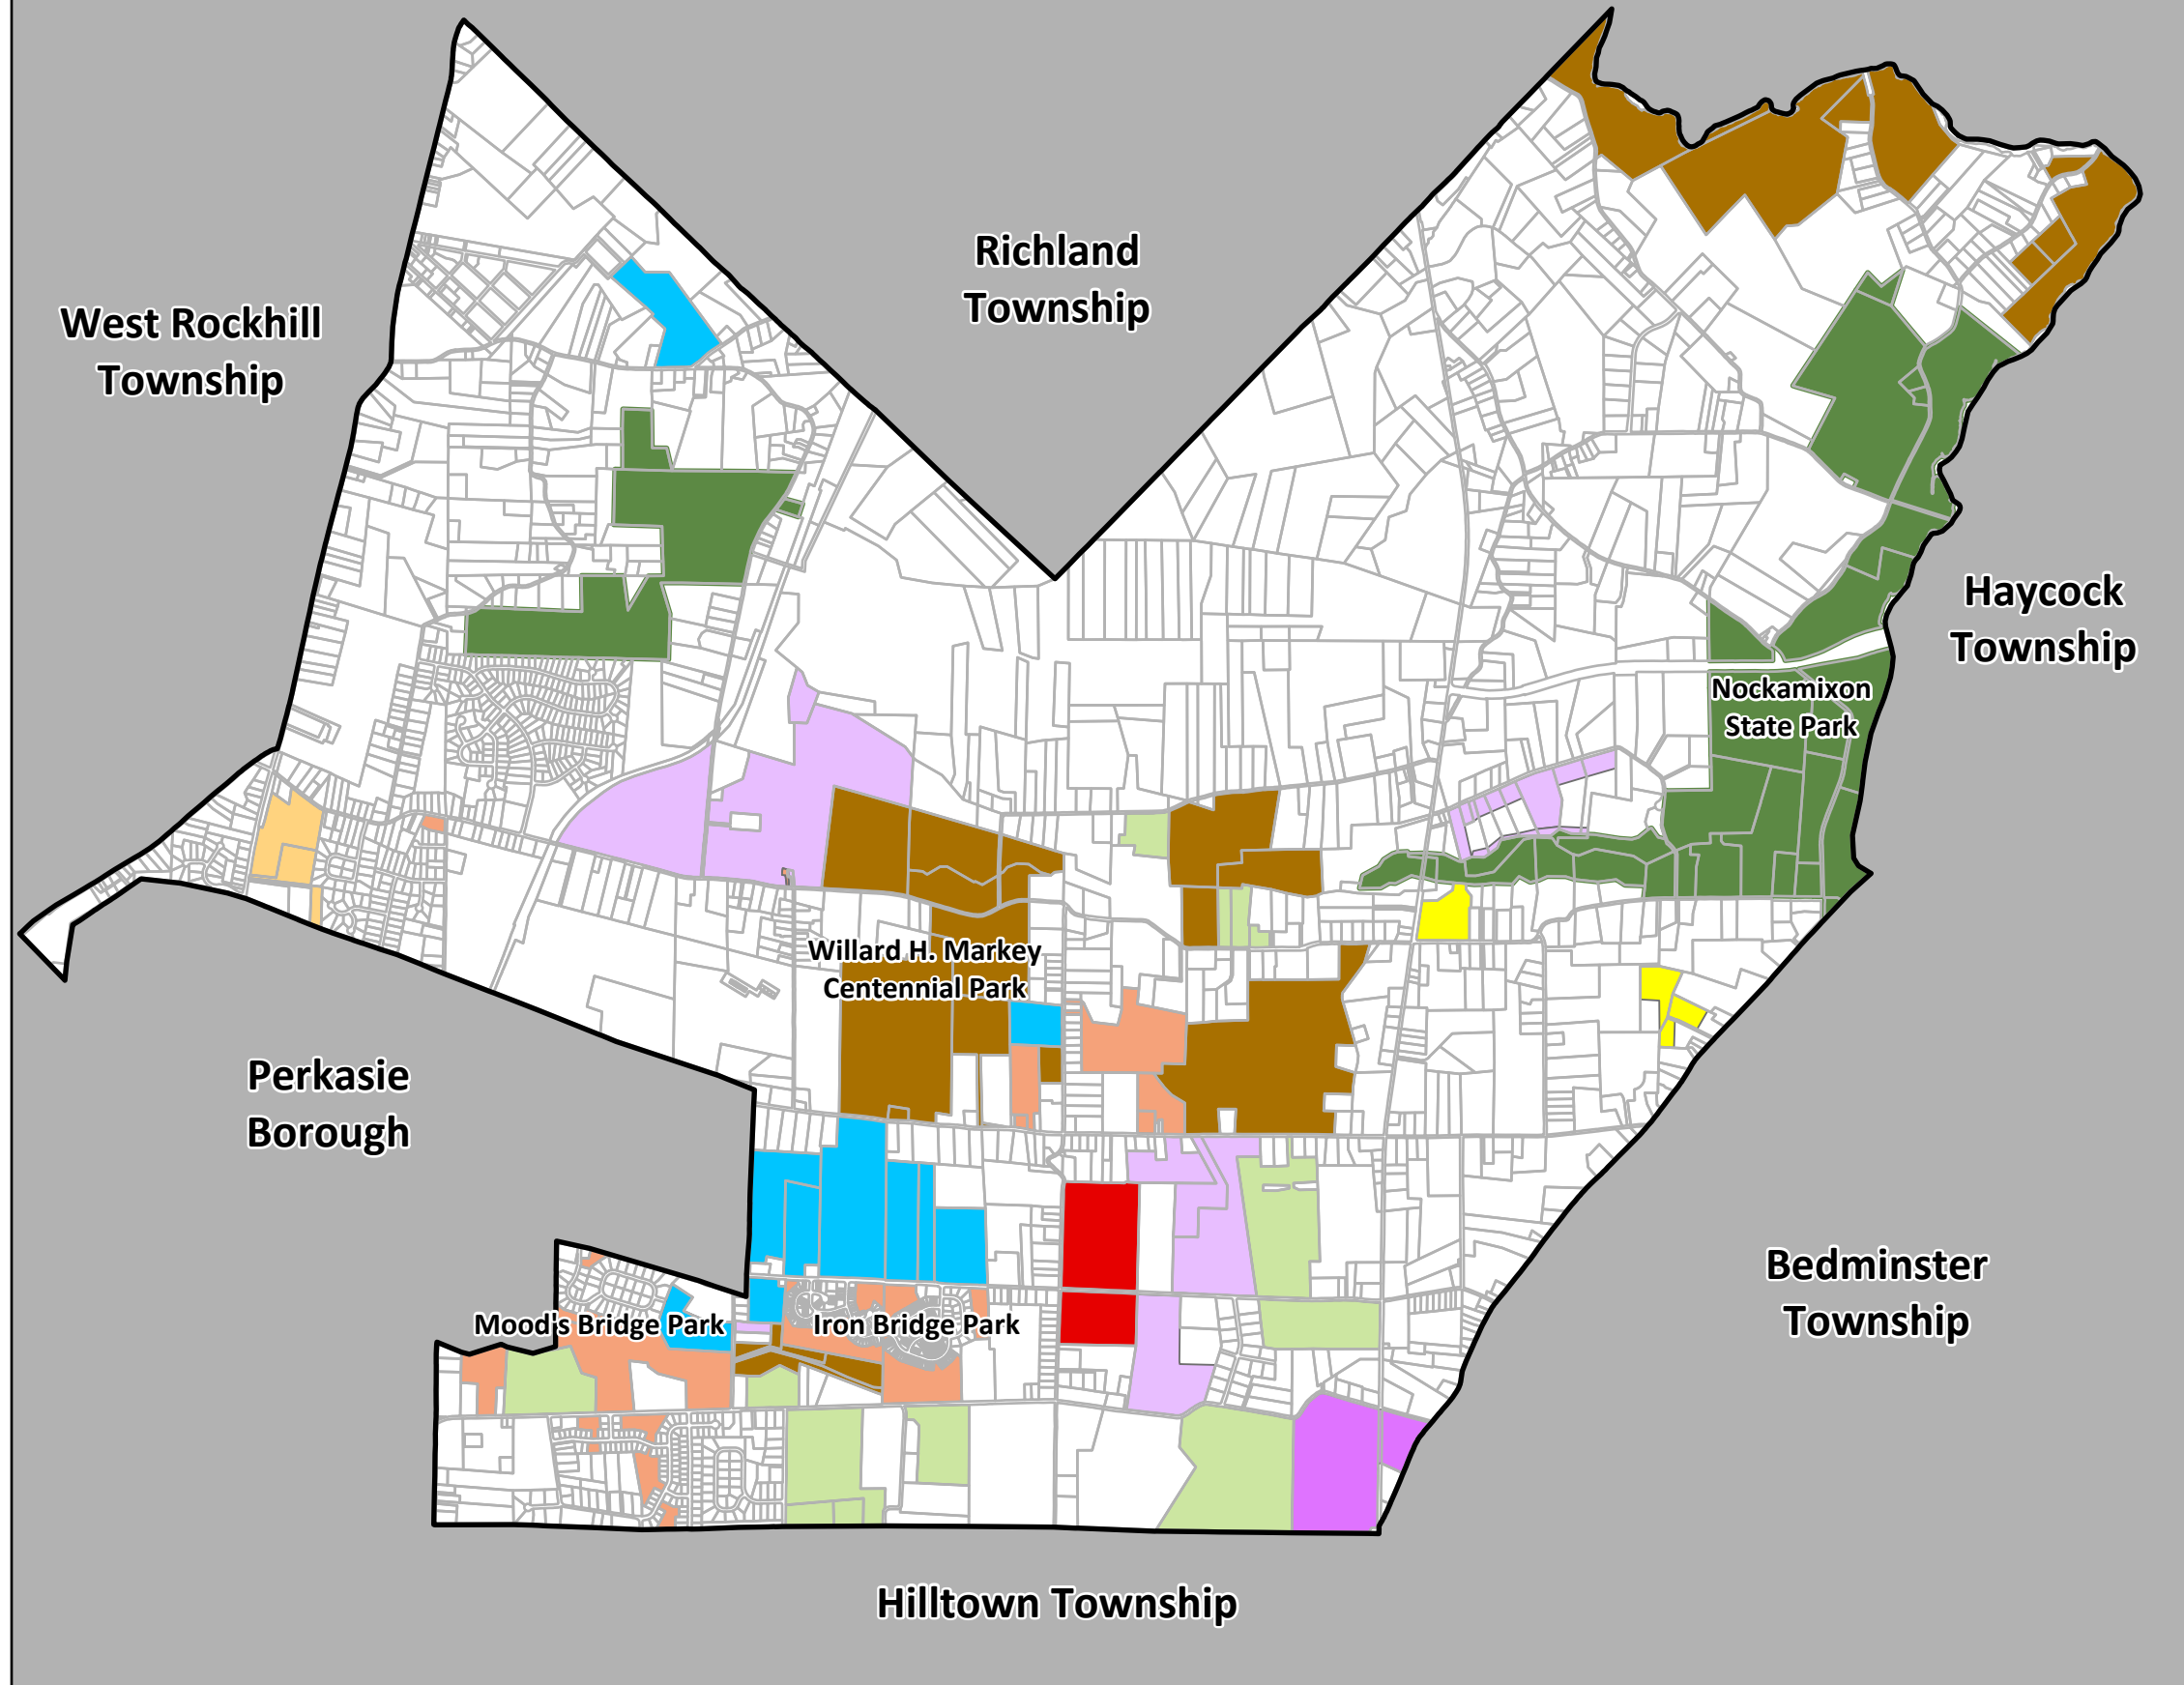 Richland
Township
West Rockhill
Township
Haycock
Township
Nockamixon
State Park
Willard H. Markey
Centennial Park
Perkasie
Borough
Bedminster
Township
Mood's Bridge Park
Iron Bridge Park
Hilltown Township